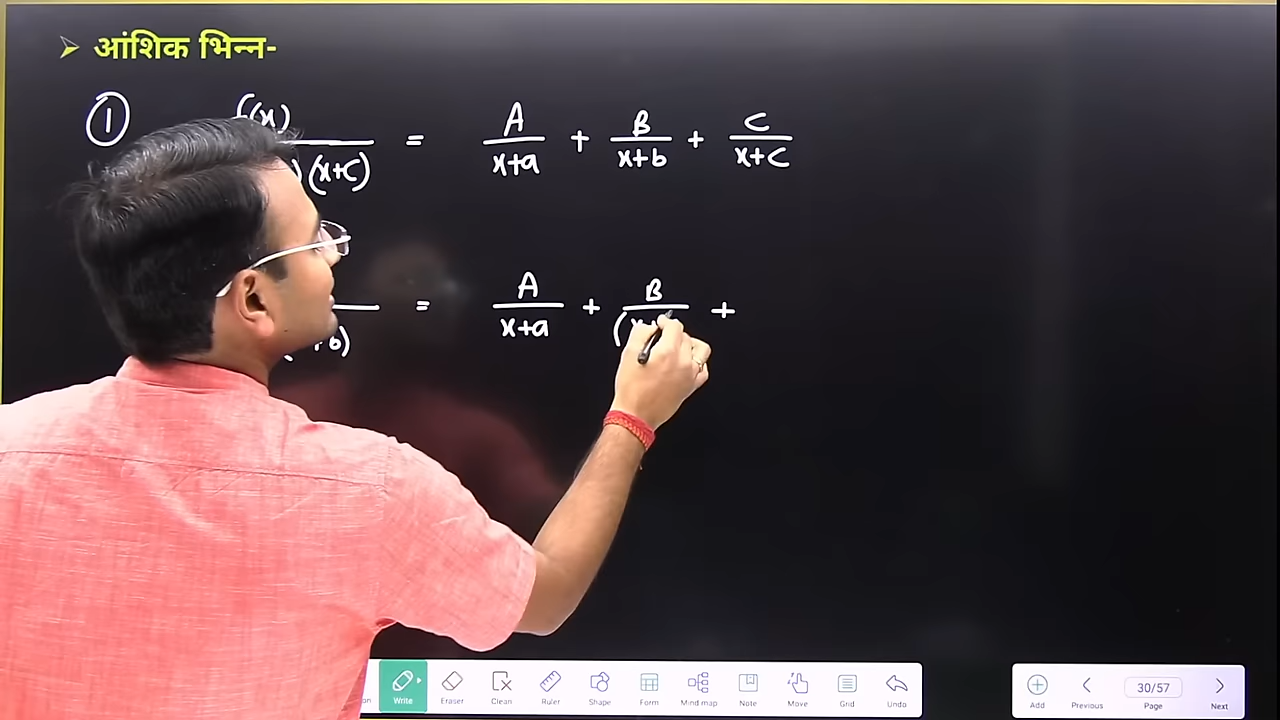 ➢ आंशिक भिन्न-
① f(x) / (x+c) = A/x+a + B/x+b + C/x+c
+b) = A/x+a + B/( +
Write Eraser Clean Ruler Shape Form Mind map Note Move Grid Undo
Add Previous 30/57 Page Next